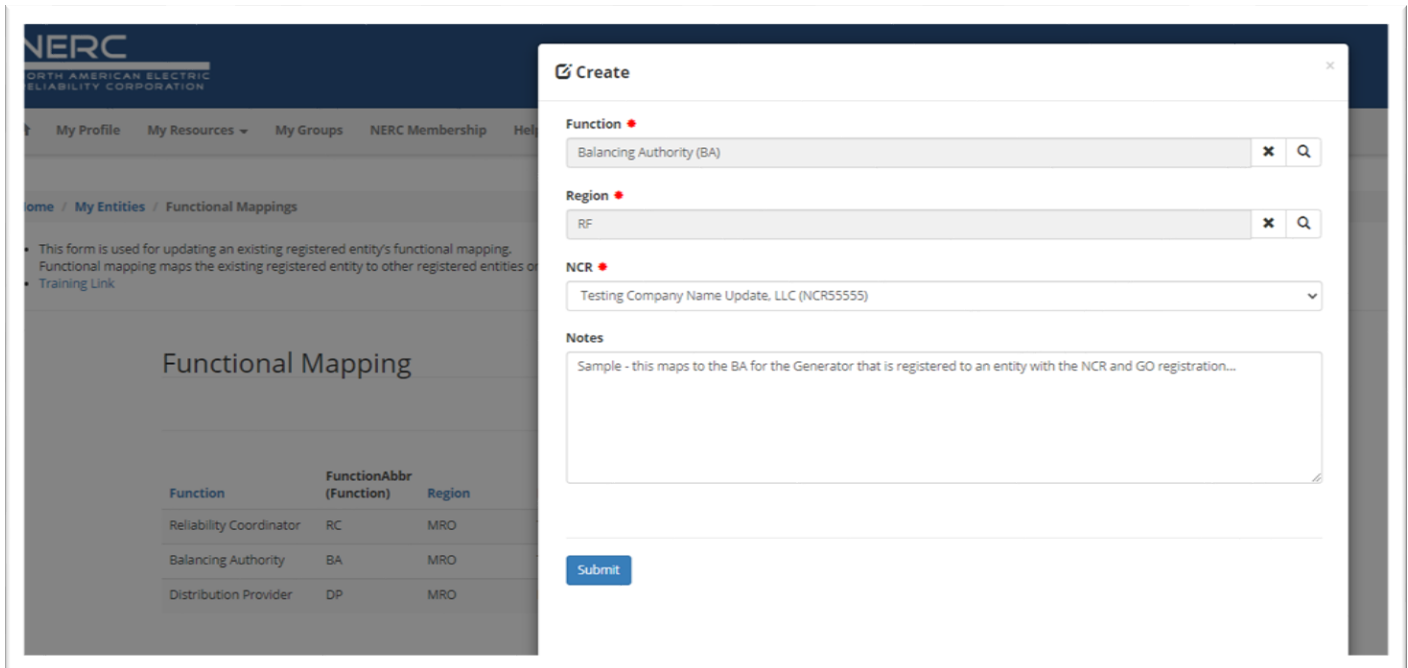 NERC
NORTH AMERICAN ELECTRIC
RELIABILITY CORPORATION
My Profile My Resources My Groups NERC Membership Help
Home / My Entities / Functional Mappings
This form is used for updating an existing registered entity's functional mapping.
Functional mapping maps the existing registered entity to other registered entities or
Training Link
Functional Mapping
Function FunctionAbbr (Function) Region
Reliability Coordinator RC MRO
Balancing Authority BA MRO
Distribution Provider DP MRO
Create ×
Function *
Balancing Authority (BA)
Region *
RF
NCR *
Testing Company Name Update, LLC (NCR55555)
Notes
Sample - this maps to the BA for the Generator that is registered to an entity with the NCR and GO registration...
Submit